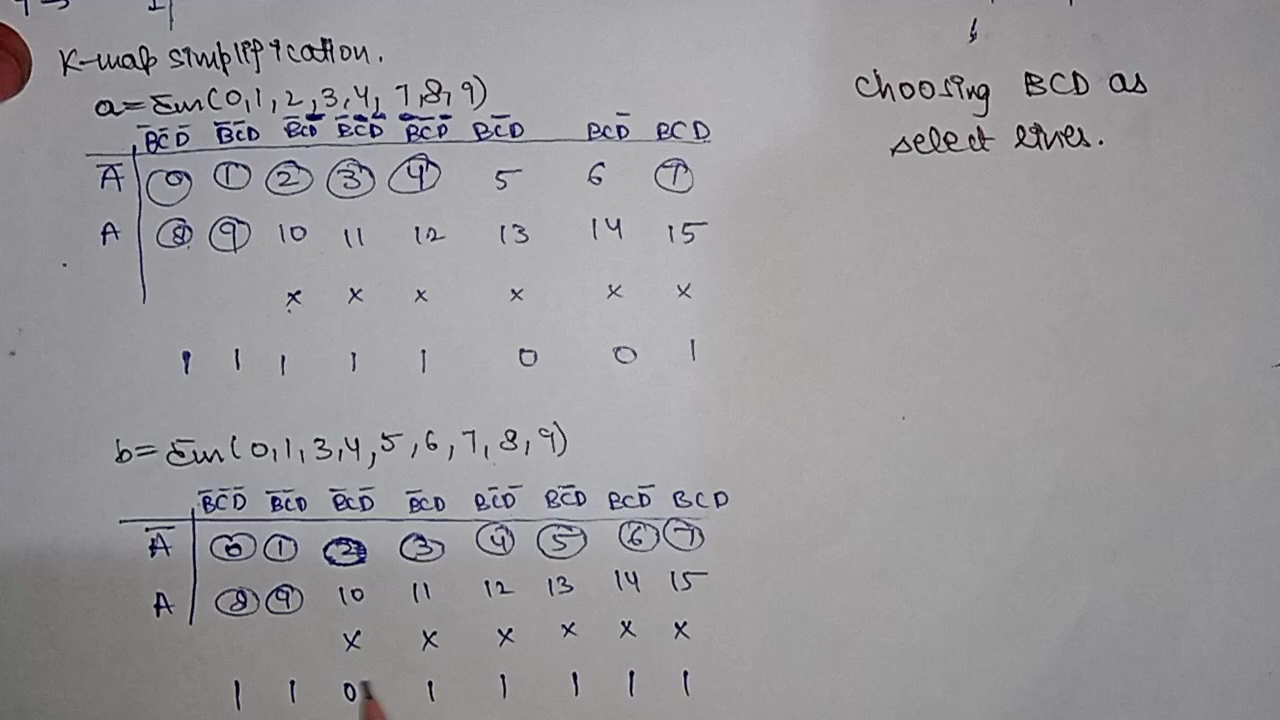 K-map simplification.
a=Σm(0,1,2,3,4,7,8,9)
B̅C̅D̅ B̅C̅D B̅CD̅ B̅CD B̅C̅D̅ BC̅D BCD̅ BCD
A̅ 0 1 2 3 4 5 6 7
A 8 9 10 11 12 13 14 15
x x x x x x
1 1 1 1 1 0 0 1
Choosing BCD as
select lines.
b=Σm(0,1,3,4,5,6,7,8,9)
B̅C̅D̅ B̅C̅D B̅CD̅ B̅CD BC̅D̅ BC̅D BCD̅ BCD
A̅ 0 1 2 3 4 5 6 7
A 8 9 10 11 12 13 14 15
x x x x x x
1 1 0 1 1 1 1 1